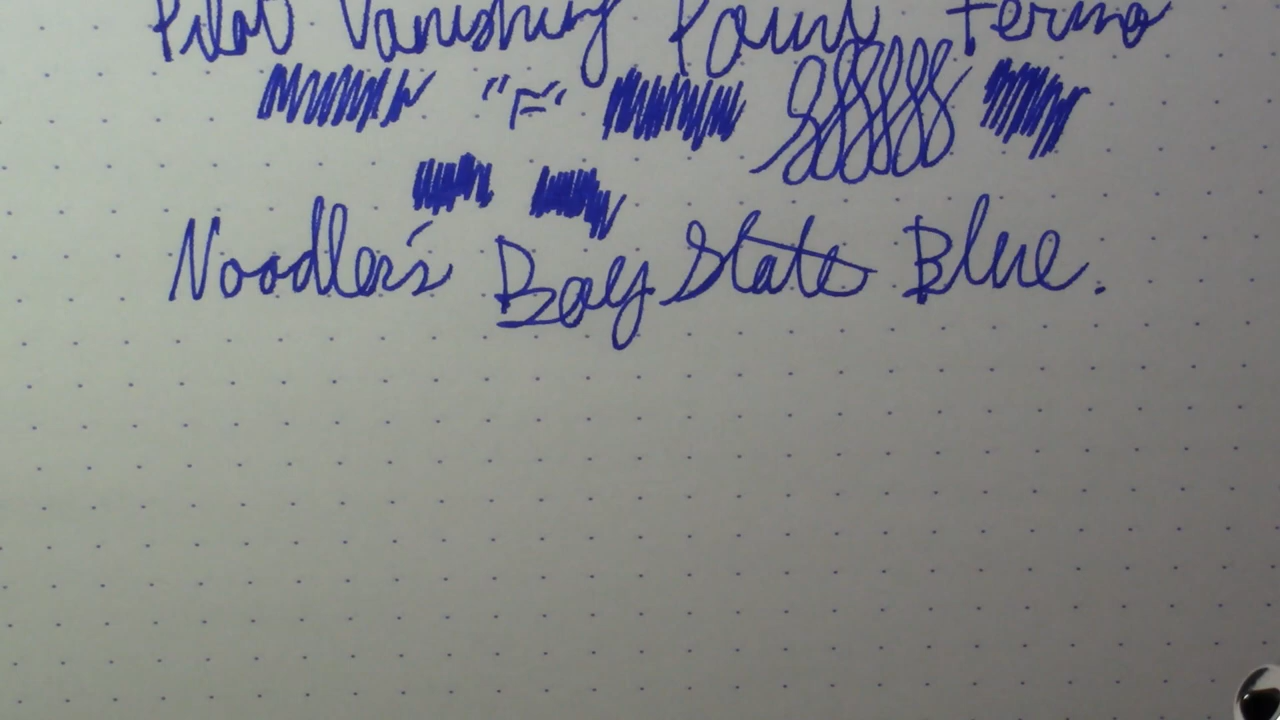 Pilot Vanishing Point Fermo
"F"
Noodler's Bay State Blue.